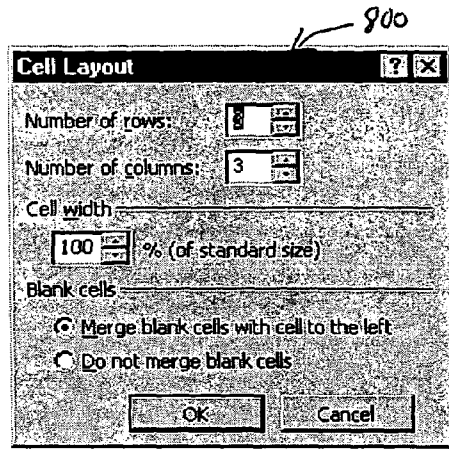 800
Cell Layout
Number of rows:
Number of columns: 3
Cell width
100 % (of standard size)
Blank cells
Merge blank cells with cell to the left
Do not merge blank cells
OK Cancel